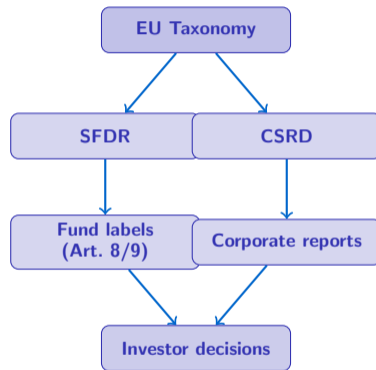 EU Taxonomy
SFDR
CSRD
Fund labels
(Art. 8/9)
Corporate reports
Investor decisions